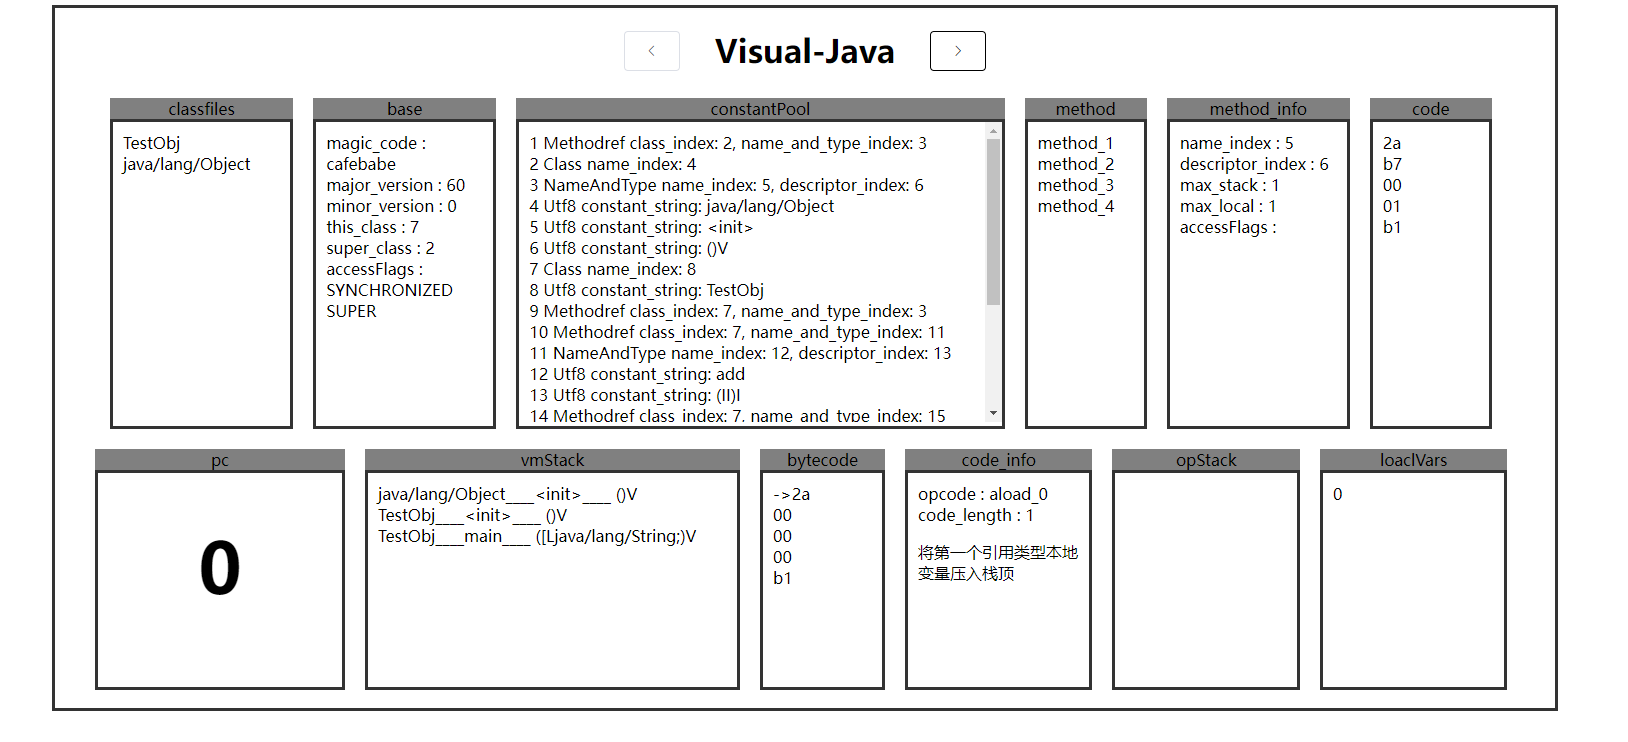 Visual-Java
classfiles
TestObj
java/lang/Object
base
magic_code :
cafebabe
major_version : 60
minor_version : 0
this_class : 7
super_class : 2
accessFlags :
SYNCHRONIZED
SUPER
constantPool
1 Methodref class_index: 2, name_and_type_index: 3
2 Class name_index: 4
3 NameAndType name_index: 5, descriptor_index: 6
4 Utf8 constant_string: java/lang/Object
5 Utf8 constant_string: <init>
6 Utf8 constant_string: ()V
7 Class name_index: 8
8 Utf8 constant_string: TestObj
9 Methodref class_index: 7, name_and_type_index: 3
10 Methodref class_index: 7, name_and_type_index: 11
11 NameAndType name_index: 12, descriptor_index: 13
12 Utf8 constant_string: add
13 Utf8 constant_string: (II)I
14 Methodref class_index: 7, name_and_type_index: 15
method
method_1
method_2
method_3
method_4
method_info
name_index : 5
descriptor_index : 6
max_stack : 1
max_local : 1
accessFlags :
code
2a
b7
00
01
b1
pc
0
vmStack
java/lang/Object____<init>____ ()V
TestObj____<init>____ ()V
TestObj____main____ ([Ljava/lang/String;)V
bytecode
->2a
00
00
00
b1
code_info
opcode : aload_0
code_length : 1
将第一个引用类型本地
变量压入栈顶
opStack
loaclVars
0